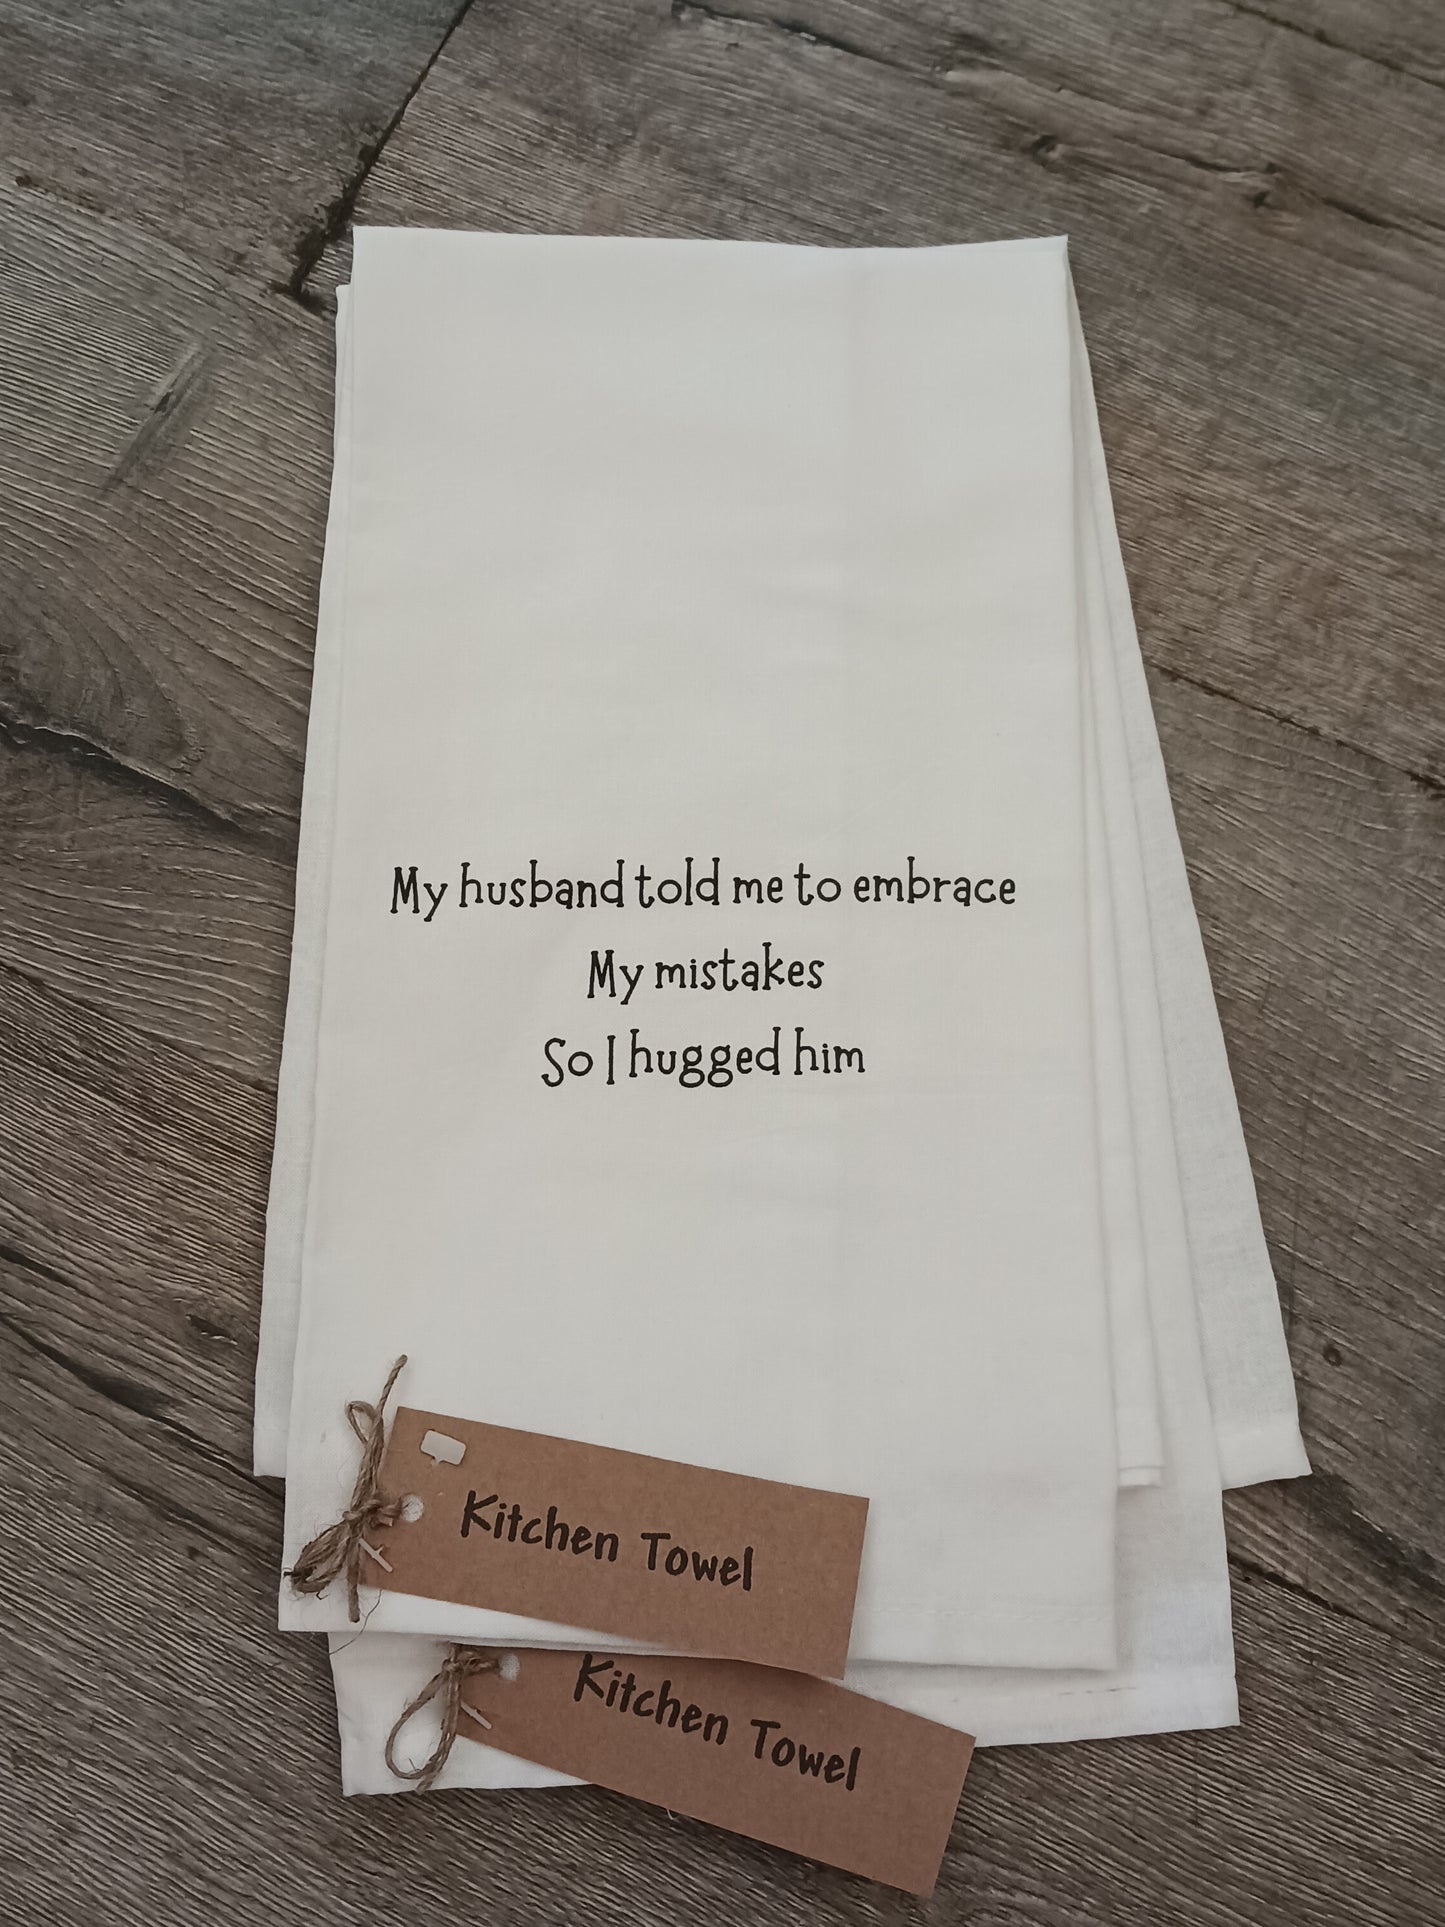 My husband told me to embrace
My mistakes
So I hugged him
Kitchen Towel
Kitchen Towel